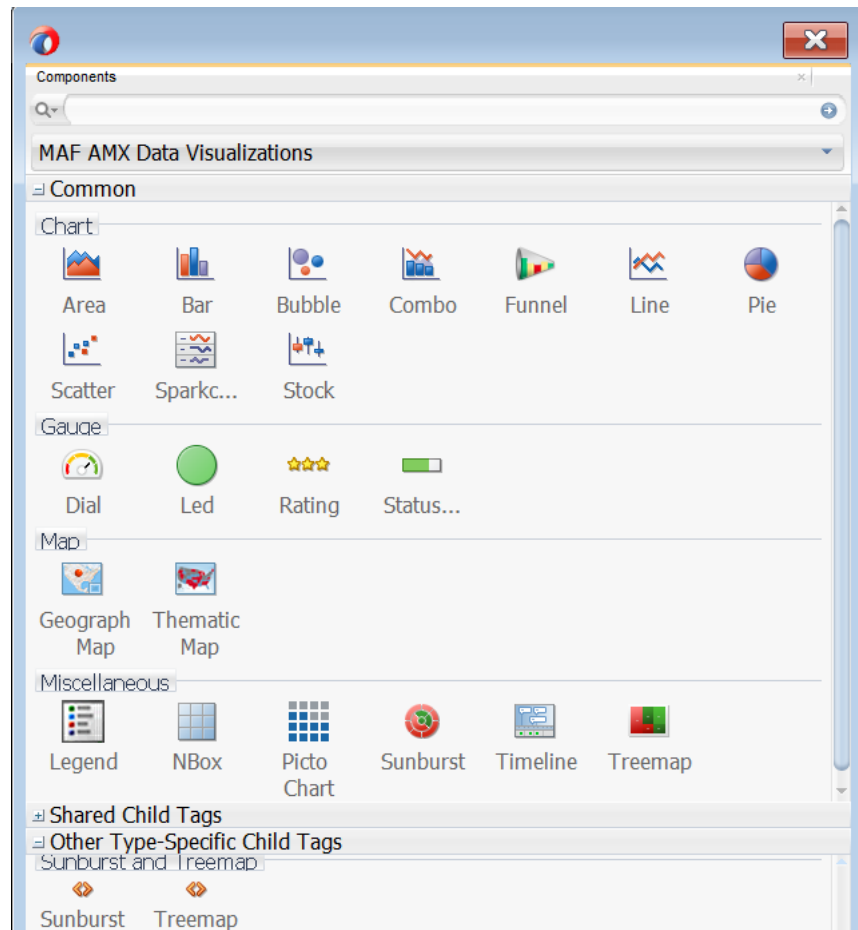 Components
MAF AMX Data Visualizations
Common
Chart
Area Bar Bubble Combo Funnel Line Pie
Scatter Sparkc... Stock
Gauge
Dial Led Rating Status...
Map
Geograph Thematic
Map Map
Miscellaneous
Legend NBox Picto Sunburst Timeline Treemap
Chart
Shared Child Tags
Other Type-Specific Child Tags
Sunburst and Treemap
Sunburst Treemap